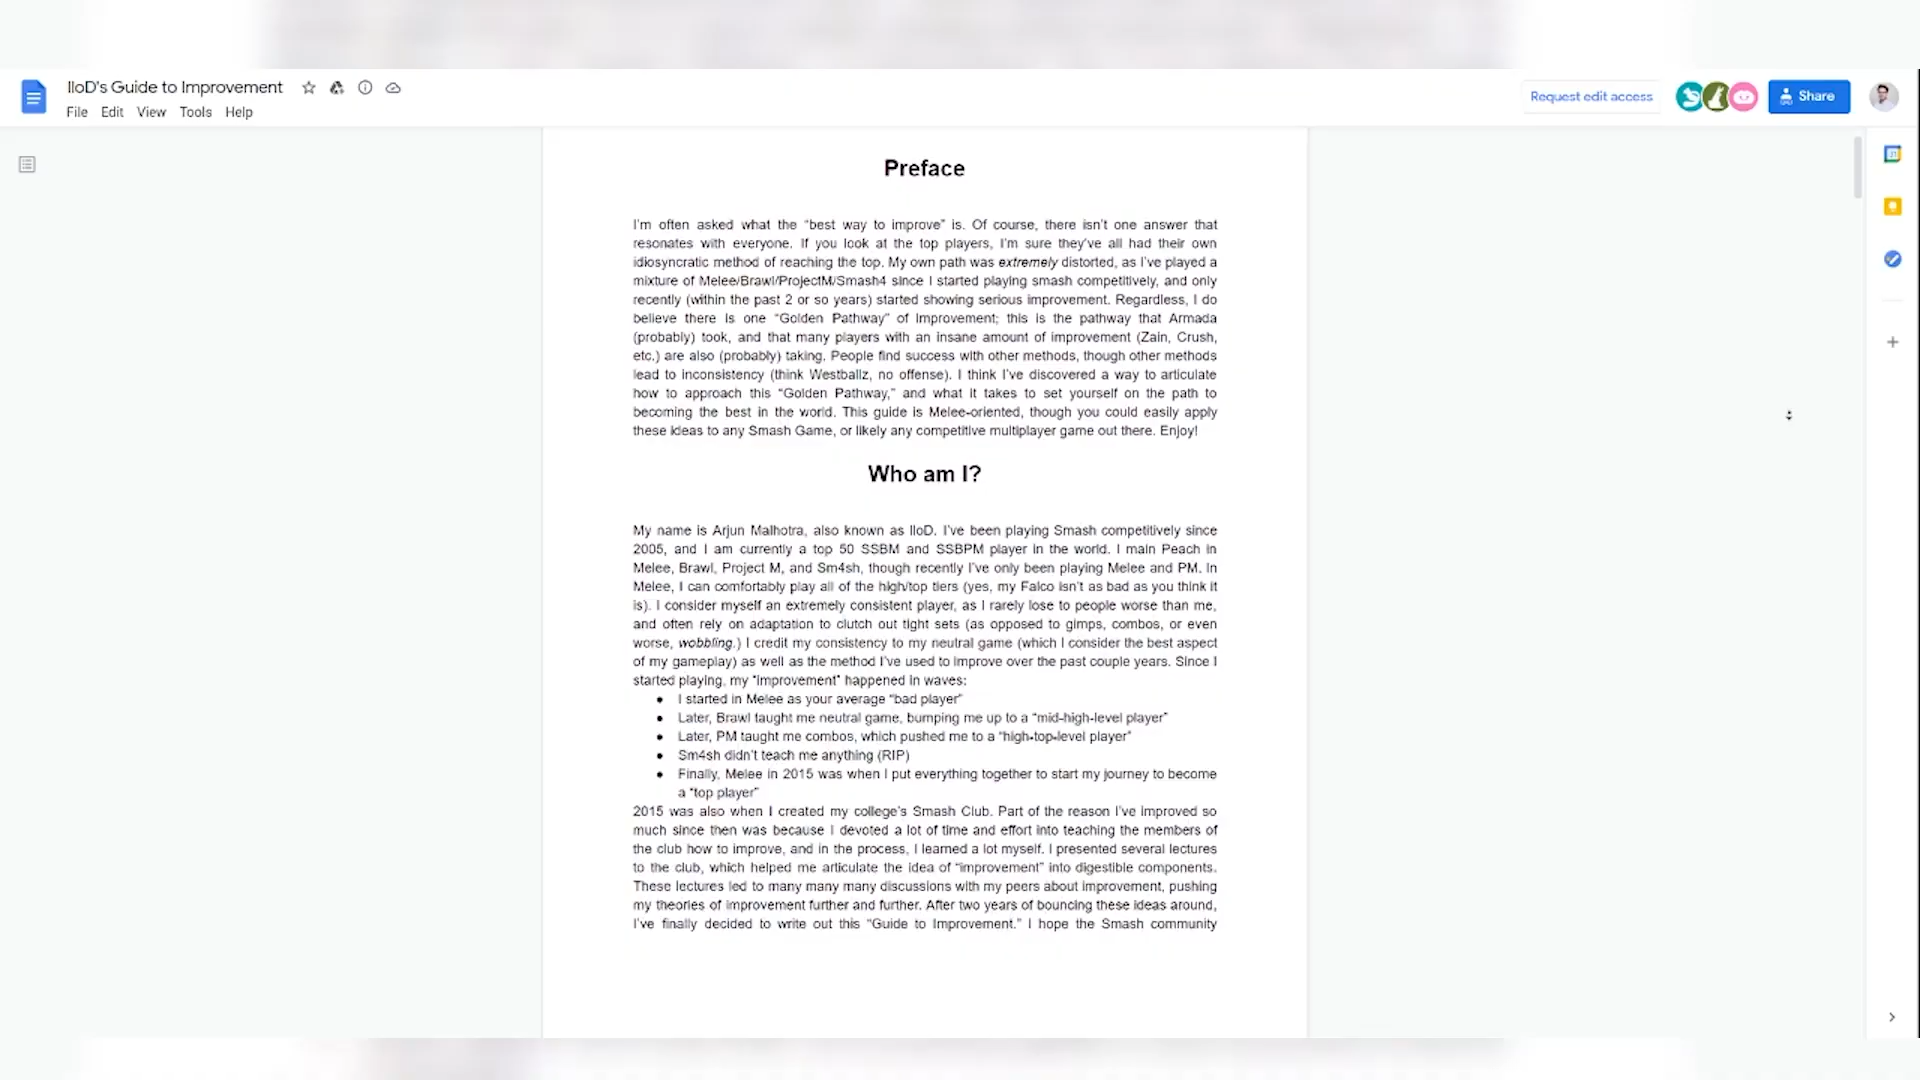 IIoD's Guide to Improvement
File Edit View Tools Help
Request edit access
Share
Preface
I'm often asked what the “best way to improve” is. Of course, there isn't one answer that
resonates with everyone. If you look at the top players, I'm sure they've all had their own
idiosyncratic method of reaching the top. My own path was extremely distorted, as I've played a
mixture of Melee/Brawl/ProjectM/Smash4 since I started playing smash competitively, and only
recently (within the past 2 or so years) started showing serious improvement. Regardless, I do
believe there is one “Golden Pathway” of improvement; this is the pathway that Armada
(probably) took, and that many players with an insane amount of improvement (Zain, Crush,
etc.) are also (probably) taking. People find success with other methods, though other methods
lead to inconsistency (think Westballz, no offense). I think I've discovered a way to articulate
how to approach this “Golden Pathway,” and what it takes to set yourself on the path to
becoming the best in the world. This guide is Melee-oriented, though you could easily apply
these ideas to any Smash Game, or likely any competitive multiplayer game out there. Enjoy!
Who am I?
My name is Arjun Malhotra, also known as IIoD. I've been playing Smash competitively since
2005, and I am currently a top 50 SSBM and SSBPM player in the world. I main Peach in
Melee, Brawl, Project M, and Sm4sh, though recently I've only been playing Melee and PM. In
Melee, I can comfortably play all of the high/top tiers (yes, my Falco isn't as bad as you think it
is). I consider myself an extremely consistent player, as I rarely lose to people worse than me,
and often rely on adaptation to clutch out tight sets (as opposed to gimps, combos, or even
worse, wobbling.) I credit my consistency to my neutral game (which I consider the best aspect
of my gameplay) as well as the method I've used to improve over the past couple years. Since I
started playing, my “improvement” happened in waves:
● I started in Melee as your average “bad player”
● Later, Brawl taught me neutral game, bumping me up to a “mid-high-level player”
● Later, PM taught me combos, which pushed me to a “high-top-level player”
● Sm4sh didn't teach me anything (RIP)
● Finally, Melee in 2015 was when I put everything together to start my journey to become
a “top player”
2015 was also when I created my college's Smash Club. Part of the reason I've improved so
much since then was because I devoted a lot of time and effort into teaching the members of
the club how to improve, and in the process, I learned a lot myself. I presented several lectures
to the club, which helped me articulate the idea of “improvement” into digestible components.
These lectures led to many many many discussions with my peers about improvement, pushing
my theories of improvement further and further. After two years of bouncing these ideas around,
I've finally decided to write out this “Guide to Improvement.” I hope the Smash community